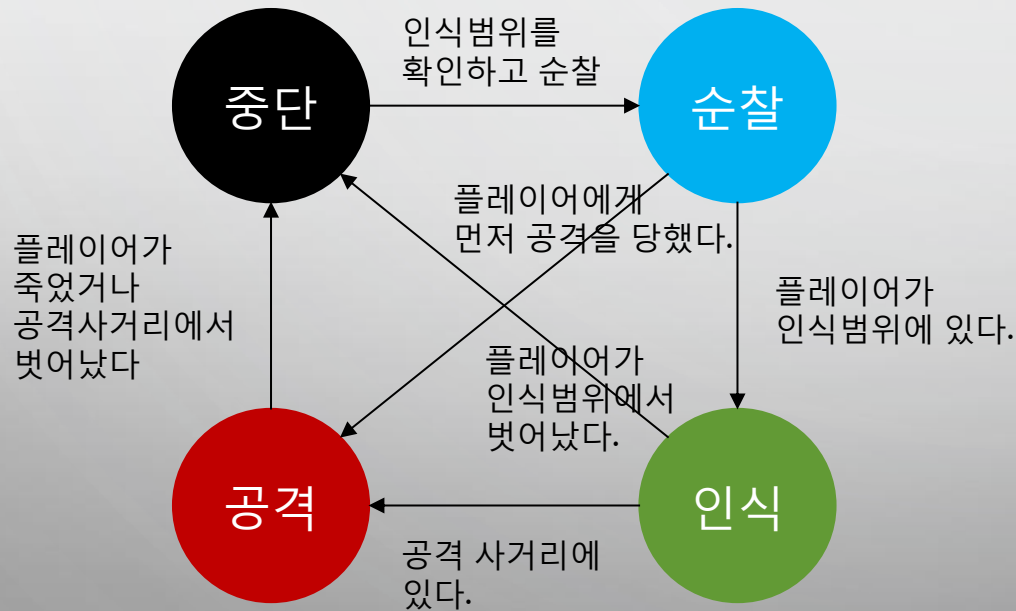 인식범위를
확인하고 순찰
중단
순찰
플레이어에게
먼저 공격을 당했다.
플레이어가
죽었거나
공격사거리에서
벗어났다
플레이어가
인식범위에 있다.
플레이어가
인식범위에서
벗어났다.
공격
인식
공격 사거리에
있다.